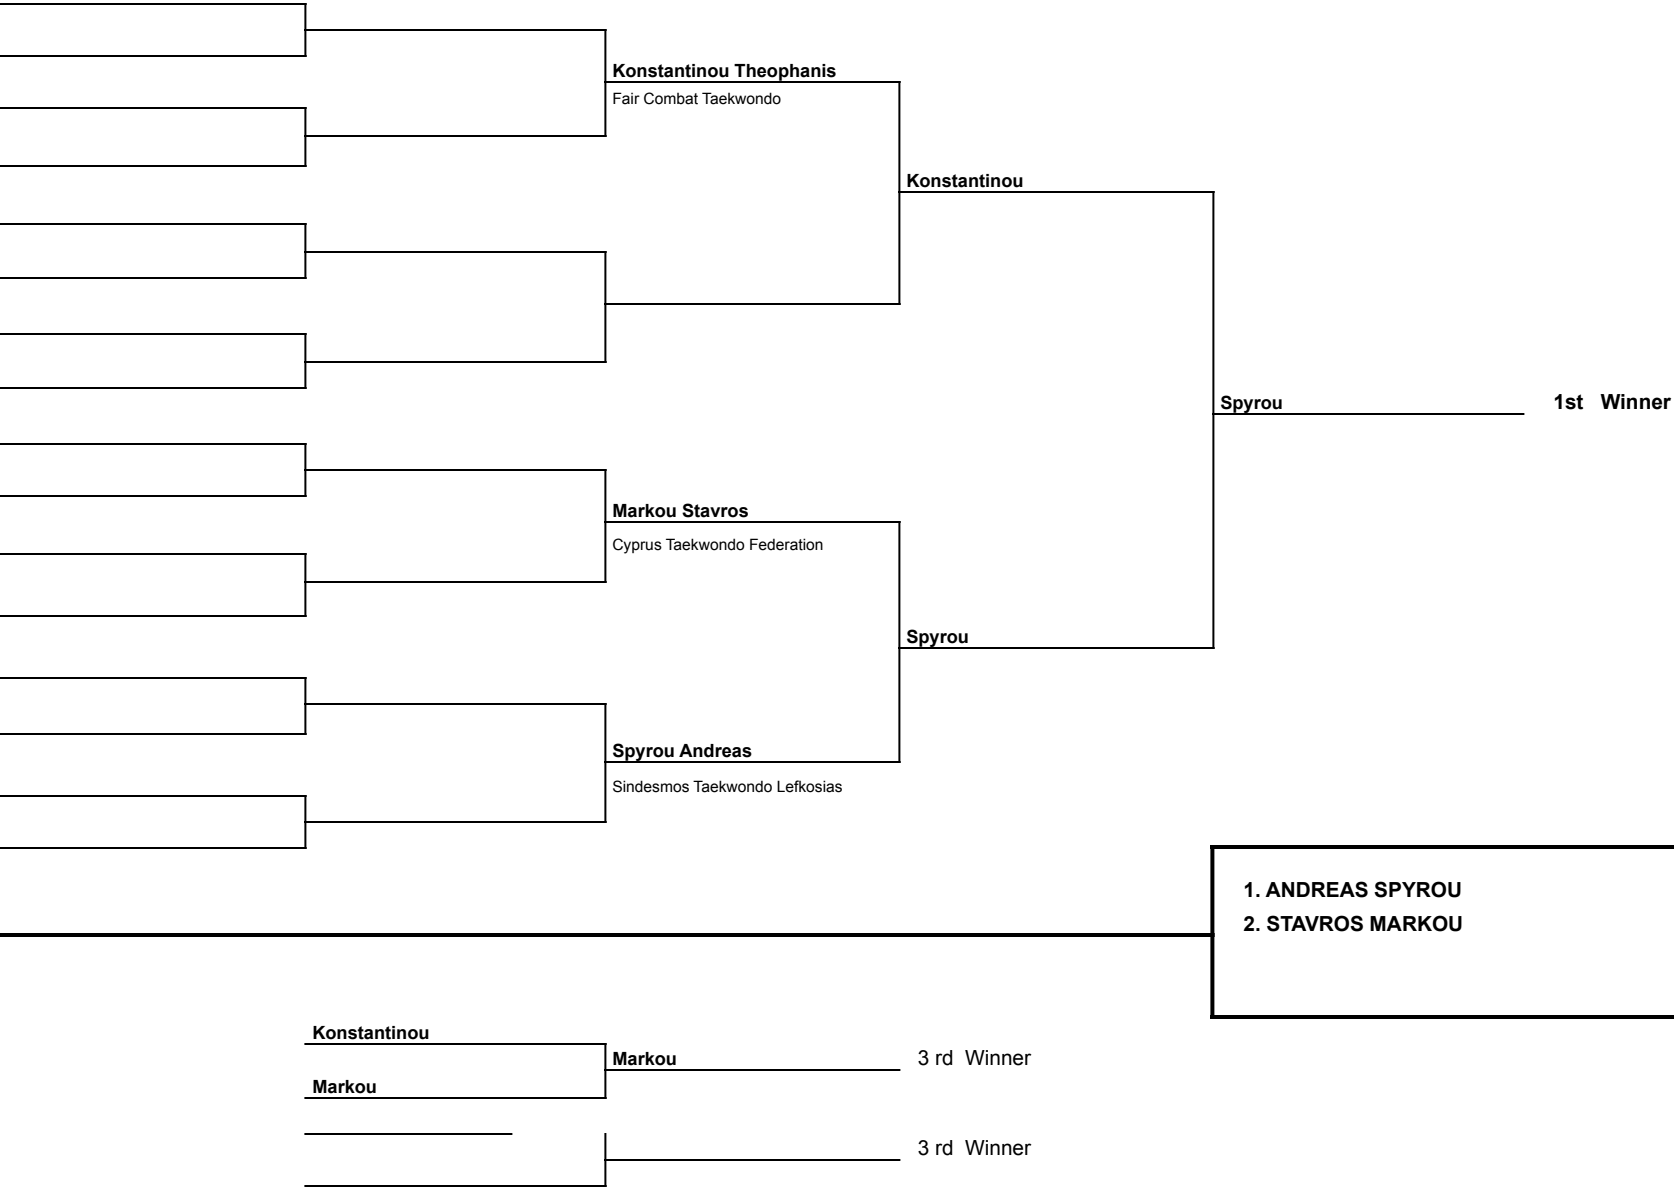 Konstantinou Theophanis
Fair Combat Taekwondo
Konstantinou
Spyrou
1st Winner
Markou Stavros
Cyprus Taekwondo Federation
Spyrou
Spyrou Andreas
Sindesmos Taekwondo Lefkosias
1. ANDREAS SPYROU
2. STAVROS MARKOU
Konstantinou
Markou
3 rd Winner
Markou
3 rd Winner